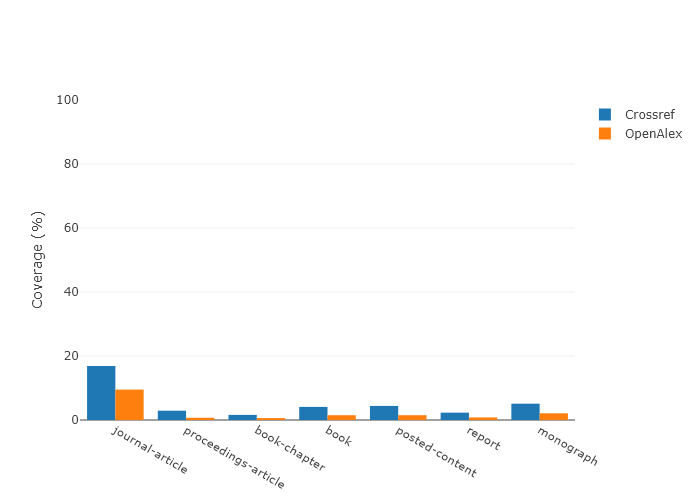 100
80
60
40
20
0
Coverage (%)
journal-article
proceedings-article
book-chapter
book
posted-content
report
monograph
Crossref
OpenAlex